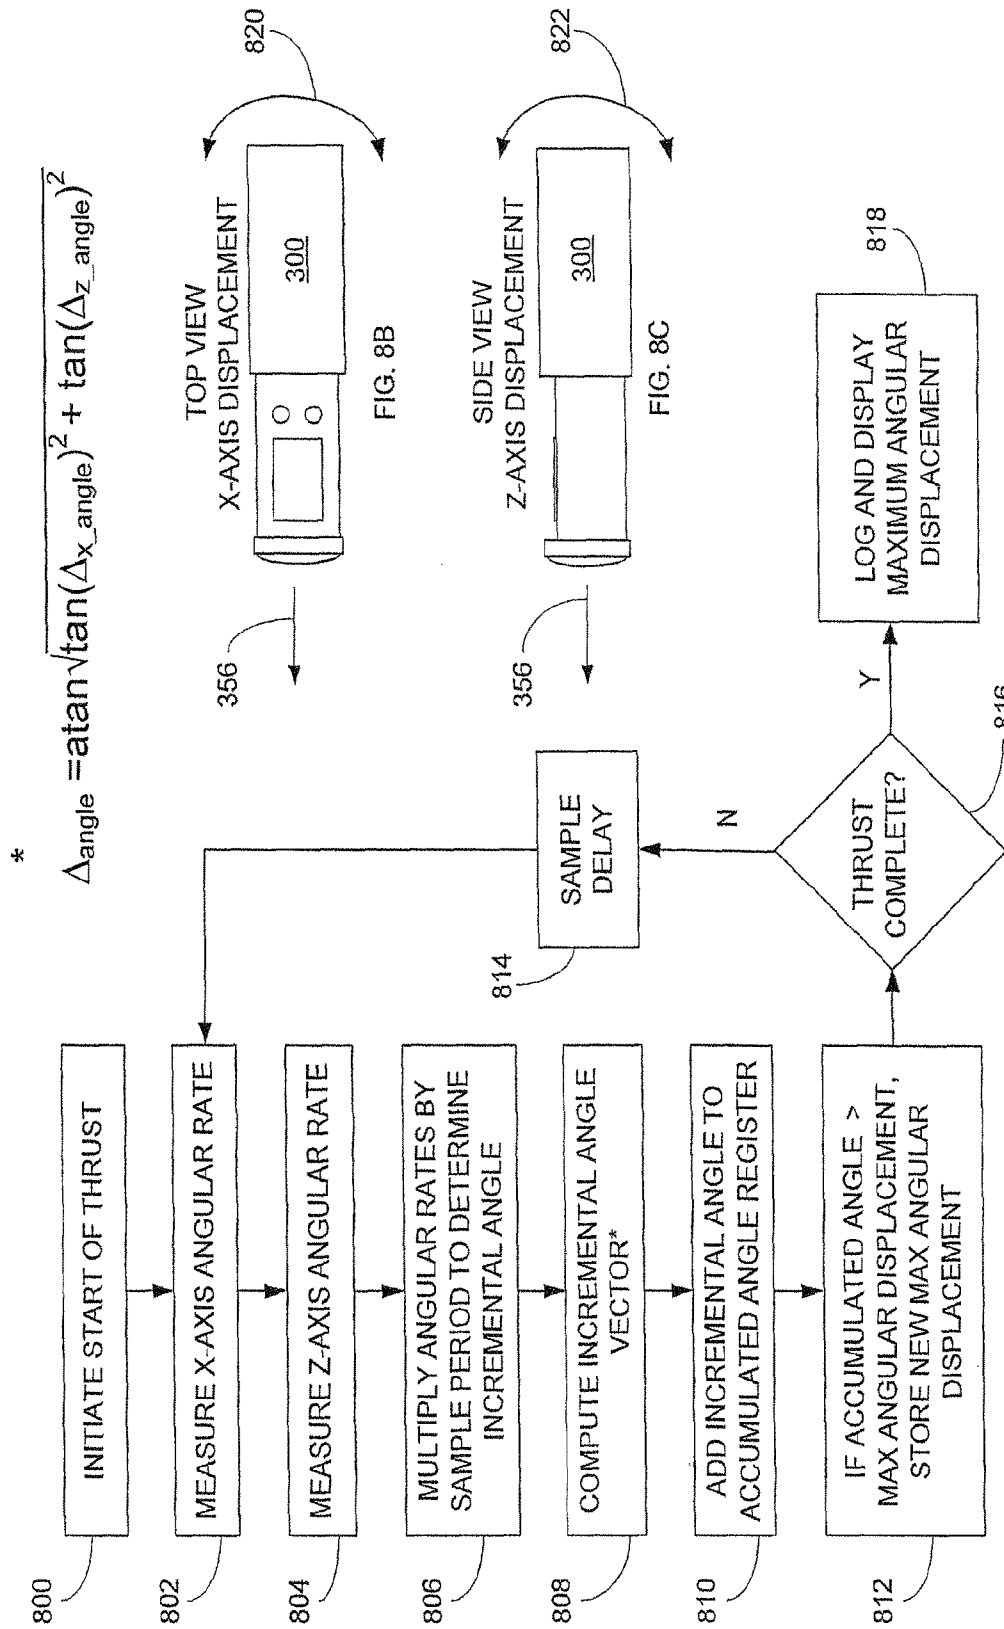 *
Δangle =atan√tan(Δx_angle)² + tan(Δz_angle)²
800
INITIATE START OF THRUST
802
MEASURE X-AXIS ANGULAR RATE
804
MEASURE Z-AXIS ANGULAR RATE
806
MULTIPLY ANGULAR RATES BY
SAMPLE PERIOD TO DETERMINE
INCREMENTAL ANGLE
808
COMPUTE INCREMENTAL ANGLE
VECTOR*
810
ADD INCREMENTAL ANGLE TO
ACCUMULATED ANGLE REGISTER
812
IF ACCUMULATED ANGLE >
MAX ANGULAR DISPLACEMENT,
STORE NEW MAX ANGULAR
DISPLACEMENT
814
SAMPLE
DELAY
N
THRUST
COMPLETE?
816
Y
LOG AND DISPLAY
MAXIMUM ANGULAR
DISPLACEMENT
818
TOP VIEW
X-AXIS DISPLACEMENT
356
300
820
FIG. 8B
SIDE VIEW
Z-AXIS DISPLACEMENT
356
300
822
FIG. 8C